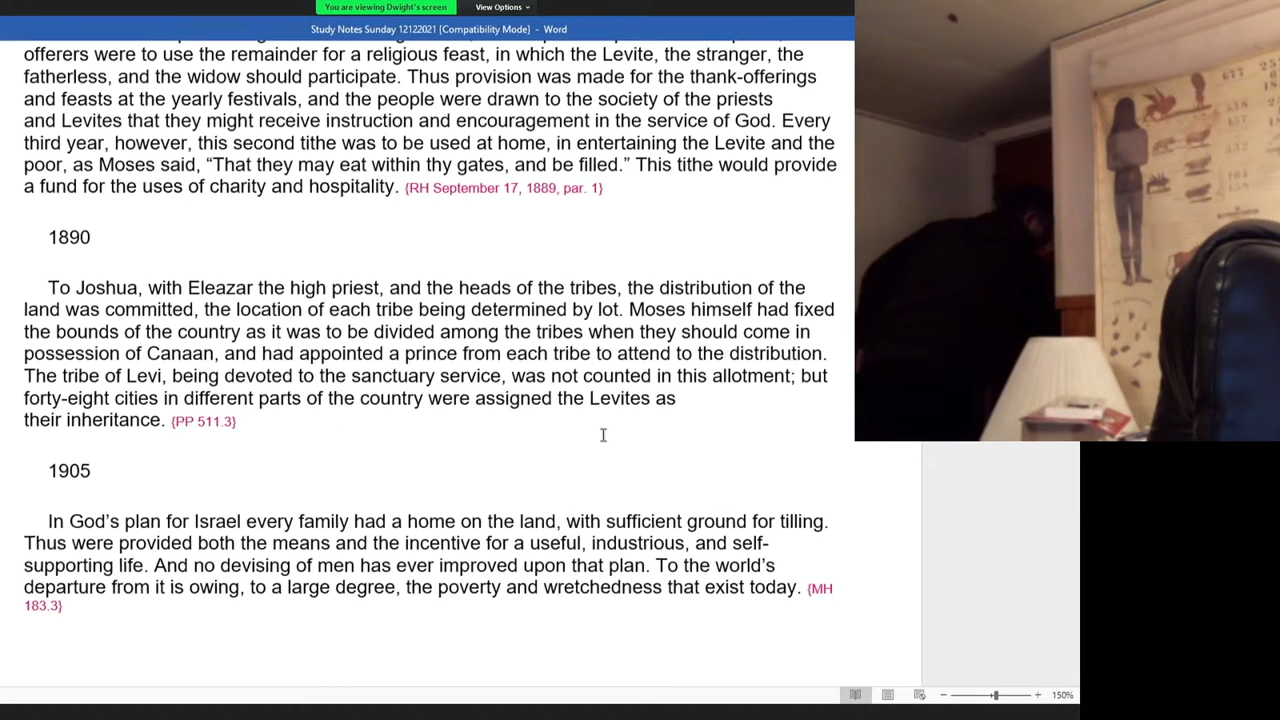 You are viewing Dwight's screen
View Options
Study Notes Sunday 12122021 [Compatibility Mode] - Word
offerers were to use the remainder for a religious feast, in which the Levite, the stranger, the
fatherless, and the widow should participate. Thus provision was made for the thank-offerings
and feasts at the yearly festivals, and the people were drawn to the society of the priests
and Levites that they might receive instruction and encouragement in the service of God. Every
third year, however, this second tithe was to be used at home, in entertaining the Levite and the
poor, as Moses said, “That they may eat within thy gates, and be filled.” This tithe would provide
a fund for the uses of charity and hospitality. {RH September 17, 1889, par. 1}
1890
To Joshua, with Eleazar the high priest, and the heads of the tribes, the distribution of the
land was committed, the location of each tribe being determined by lot. Moses himself had fixed
the bounds of the country as it was to be divided among the tribes when they should come in
possession of Canaan, and had appointed a prince from each tribe to attend to the distribution.
The tribe of Levi, being devoted to the sanctuary service, was not counted in this allotment; but
forty-eight cities in different parts of the country were assigned the Levites as
their inheritance. {PP 511.3}
1905
In God’s plan for Israel every family had a home on the land, with sufficient ground for tilling.
Thus were provided both the means and the incentive for a useful, industrious, and self-
supporting life. And no devising of men has ever improved upon that plan. To the world’s
departure from it is owing, to a large degree, the poverty and wretchedness that exist today. {MH
183.3}
150%
677